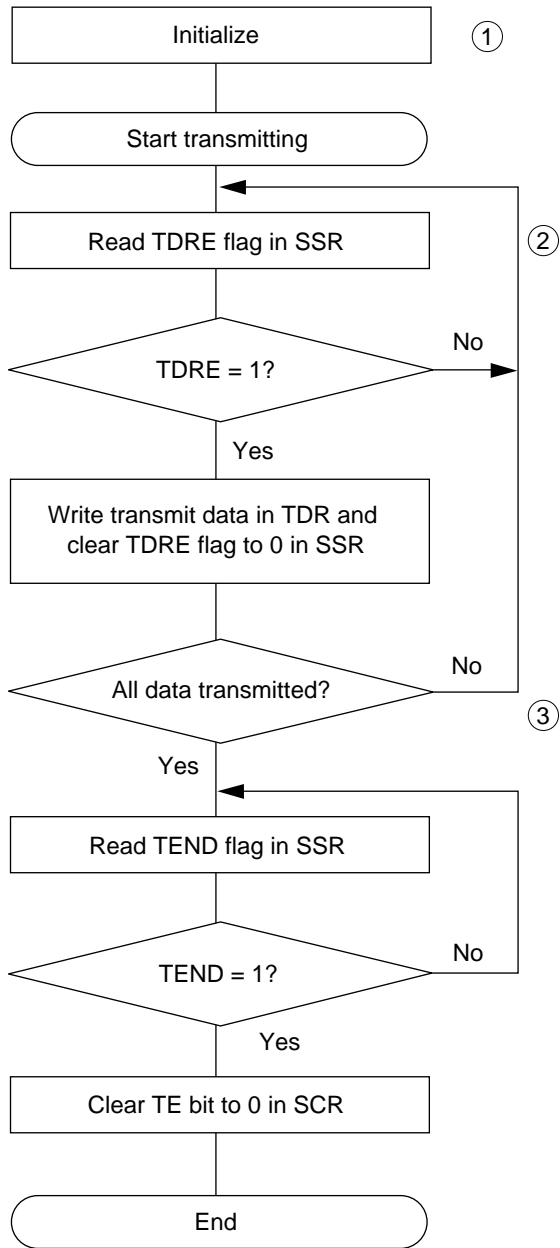 Initialize
①
Start transmitting
Read TDRE flag in SSR
②
TDRE = 1?
No
Yes
Write transmit data in TDR and
clear TDRE flag to 0 in SSR
All data transmitted?
No
③
Yes
Read TEND flag in SSR
TEND = 1?
No
Yes
Clear TE bit to 0 in SCR
End